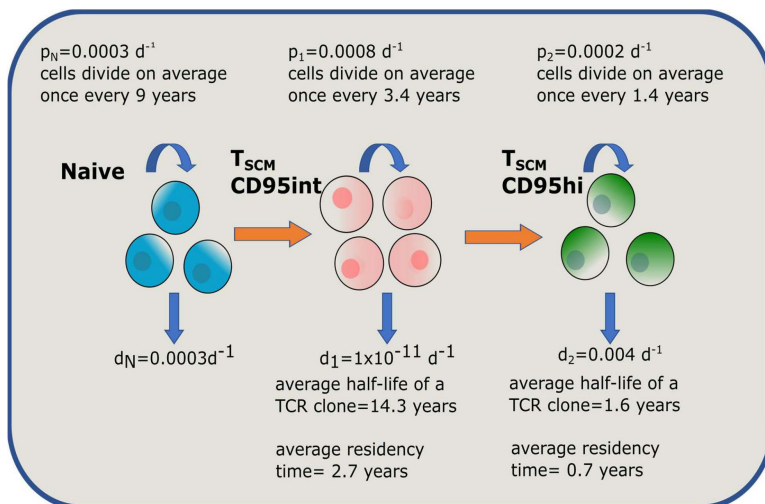 pN=0.0003 d⁻¹
cells divide on average
once every 9 years
p₁=0.0008 d⁻¹
cells divide on average
once every 3.4 years
p₂=0.0002 d⁻¹
cells divide on average
once every 1.4 years
Naive
TSCM
CD95int
TSCM
CD95hi
dN=0.0003d⁻¹
d₁=1x10⁻¹¹ d⁻¹
average half-life of a
TCR clone=14.3 years
average residency
time= 2.7 years
d₂=0.004 d⁻¹
average half-life of a
TCR clone=1.6 years
average residency
time= 0.7 years